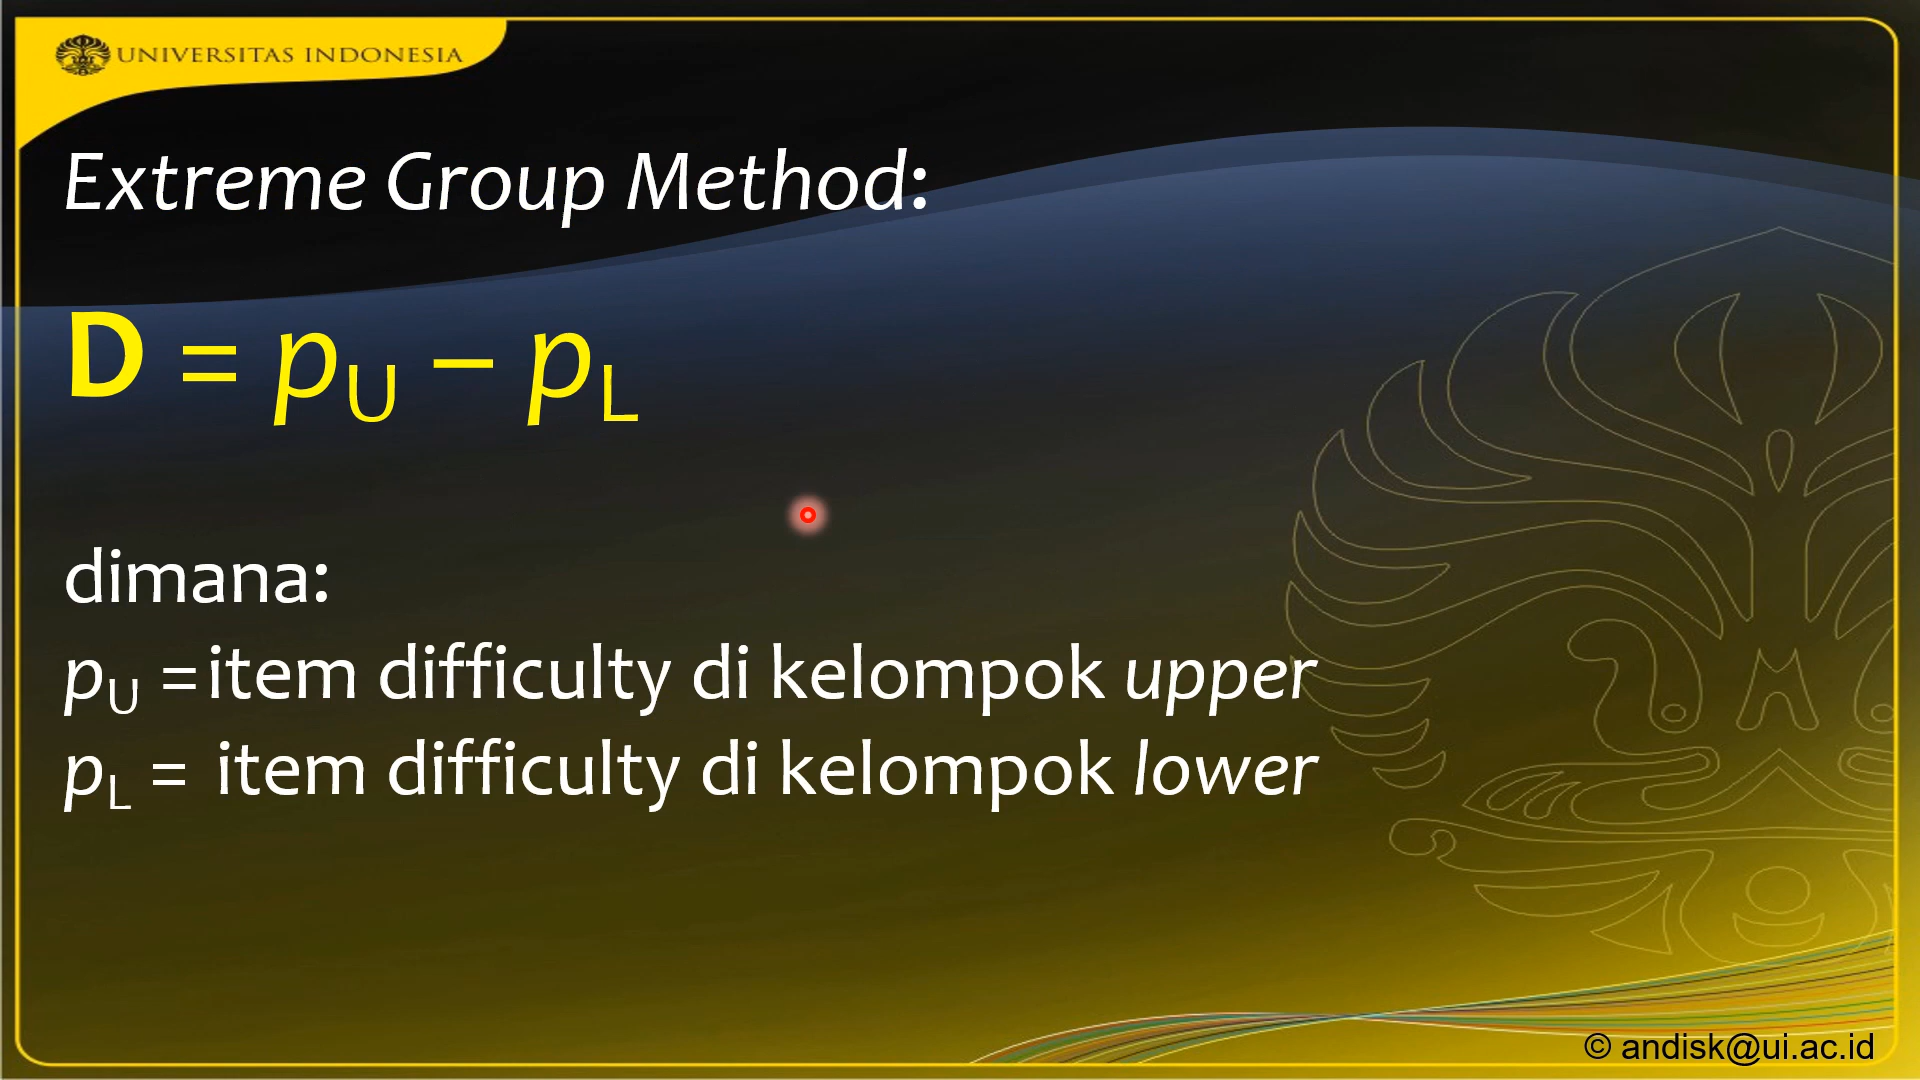 UNIVERSITAS INDONESIA
Extreme Group Method:
D = pU – pL
dimana:
pU =item difficulty di kelompok upper
pL = item difficulty di kelompok lower
© andisk@ui.ac.id